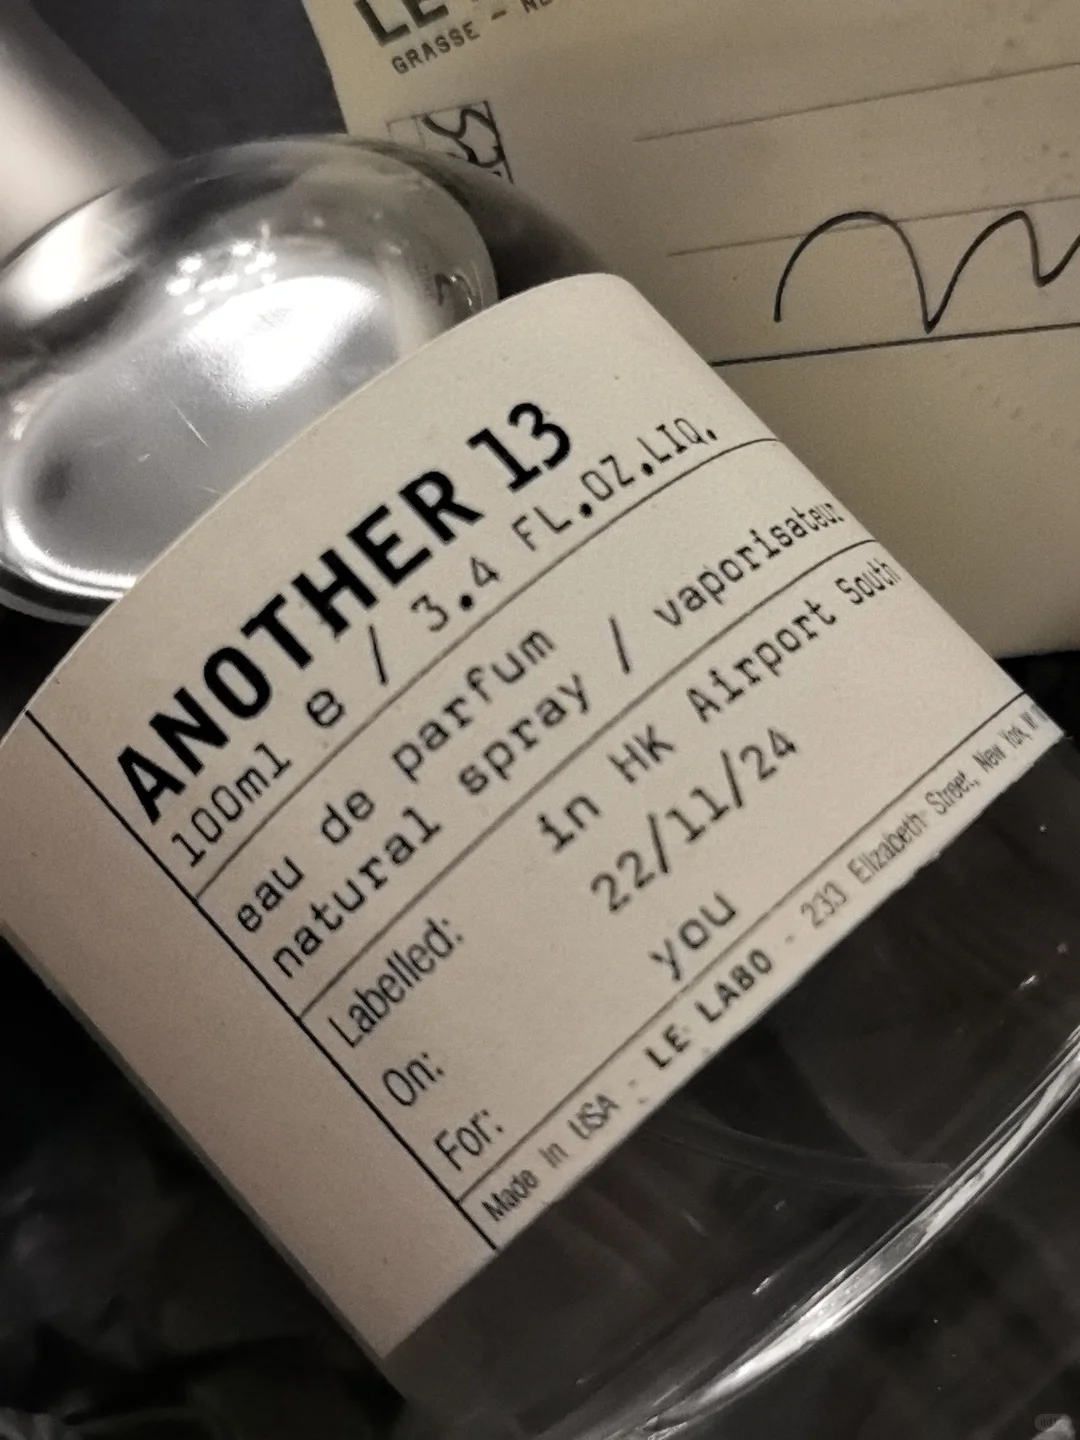 LE
GRASSE —
ANOTHER 13
100ml e / 3.4 FL.OZ.LIQ.
eau de parfum
natural spray / vaporisateur
Labelled: in HK Airport South
On: 22/11/24
For: you
Made in USA - LE LABO - 233 Elizabeth Street, New York,